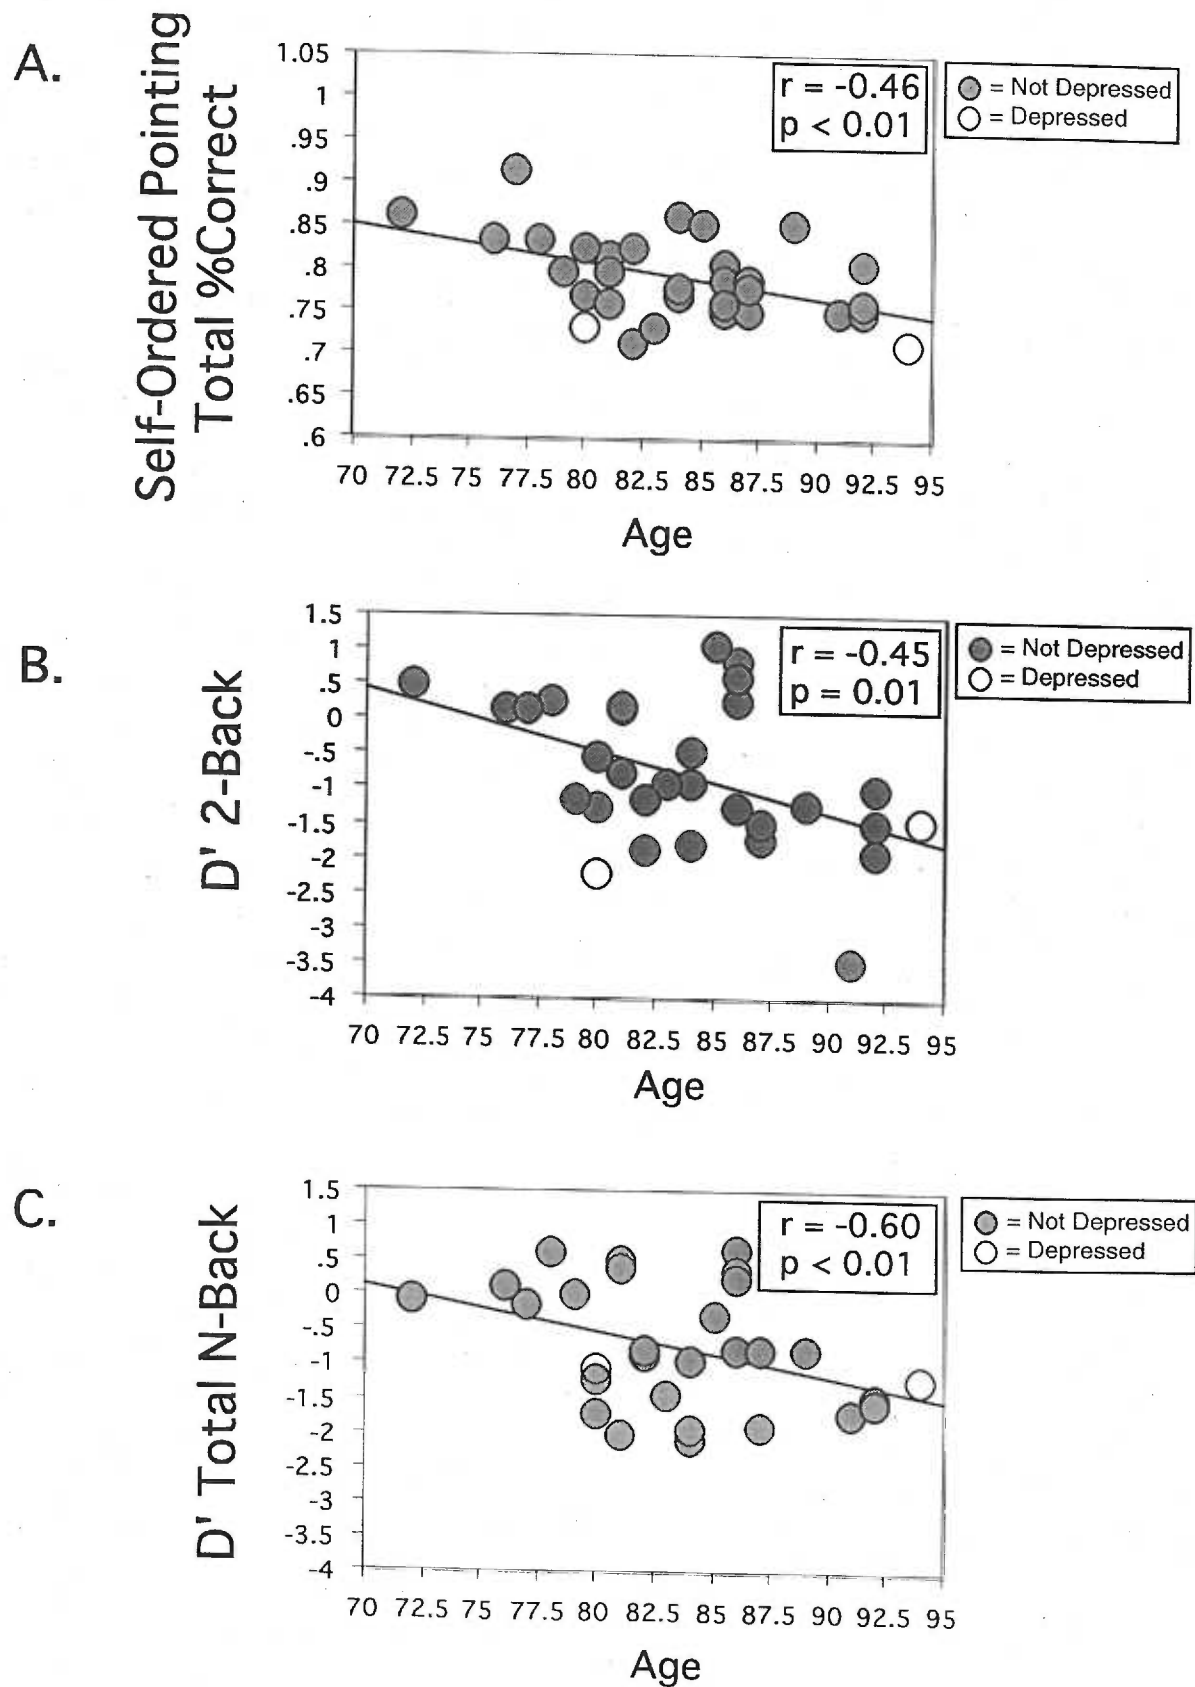 A.
Self-Ordered Pointing
Total %Correct
1.05
1
.95
.9
.85
.8
.75
.7
.65
.6
r = -0.46
p < 0.01
= Not Depressed
= Depressed
70 72.5 75 77.5 80 82.5 85 87.5 90 92.5 95
Age
B.
D' 2-Back
1.5
1
.5
0
-.5
-1
-1.5
-2
-2.5
-3
-3.5
-4
r = -0.45
p = 0.01
= Not Depressed
= Depressed
70 72.5 75 77.5 80 82.5 85 87.5 90 92.5 95
Age
C.
D' Total N-Back
1.5
1
.5
0
-.5
-1
-1.5
-2
-2.5
-3
-3.5
-4
r = -0.60
p < 0.01
= Not Depressed
= Depressed
70 72.5 75 77.5 80 82.5 85 87.5 90 92.5 95
Age